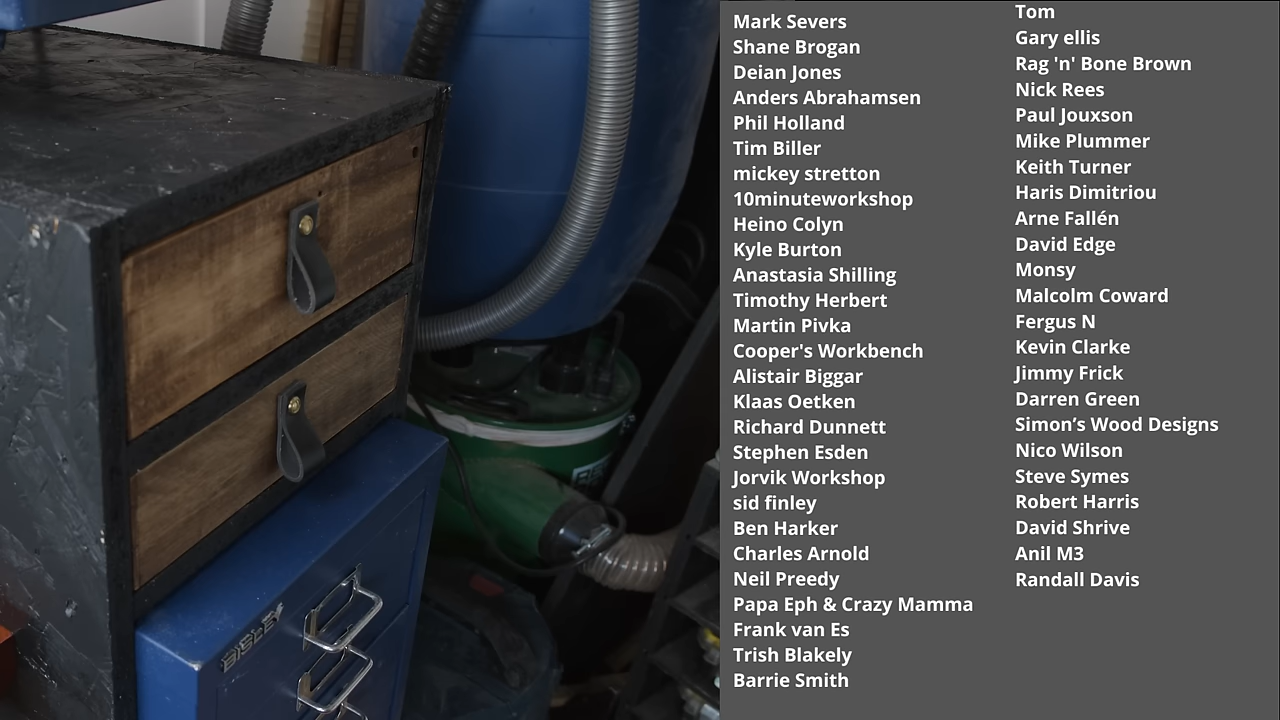 Mark Severs
Shane Brogan
Deian Jones
Anders Abrahamsen
Phil Holland
Tim Biller
mickey stretton
10minuteworkshop
Heino Colyn
Kyle Burton
Anastasia Shilling
Timothy Herbert
Martin Pivka
Cooper's Workbench
Alistair Biggar
Klaas Oetken
Richard Dunnett
Stephen Esden
Jorvik Workshop
sid finley
Ben Harker
Charles Arnold
Neil Preedy
Papa Eph & Crazy Mamma
Frank van Es
Trish Blakely
Barrie Smith
Tom
Gary ellis
Rag 'n' Bone Brown
Nick Rees
Paul Jouxson
Mike Plummer
Keith Turner
Haris Dimitriou
Arne Fallén
David Edge
Monsy
Malcolm Coward
Fergus N
Kevin Clarke
Jimmy Frick
Darren Green
Simon’s Wood Designs
Nico Wilson
Steve Symes
Robert Harris
David Shrive
Anil M3
Randall Davis
BISLEY